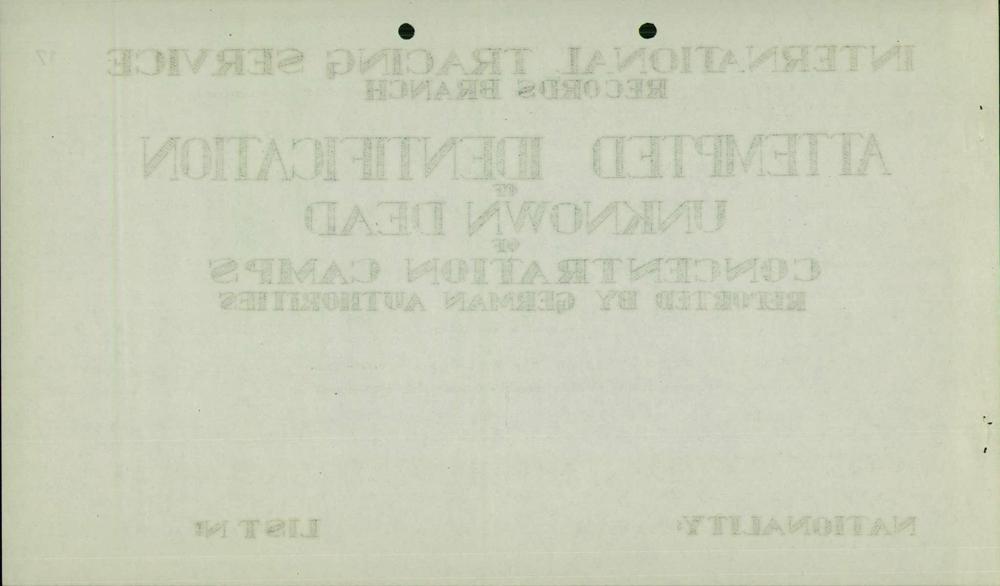 INTERNATIONAL TRACING SERVICE
17
RECORDS BRANCH
ATTEMPTED IDENTIFICATION
OF
UNKNOWN DEAD
OF
CONCENTRATION CAMPS
REPORTED BY GERMAN AUTHORITIES
NATIONALITY:
LIST Nº